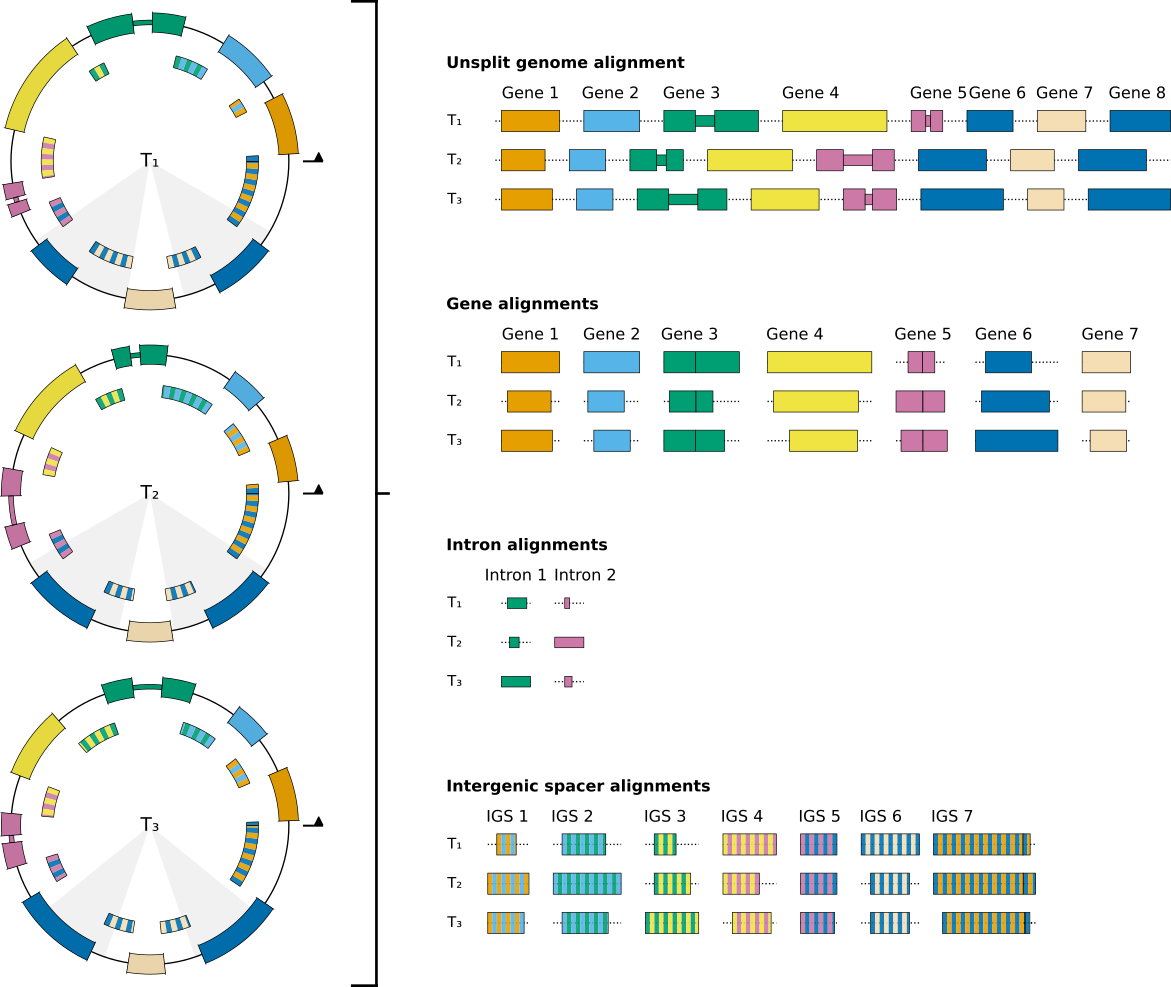 T₁
T₂
T₃
Unsplit genome alignment
Gene 1 Gene 2 Gene 3 Gene 4 Gene 5 Gene 6 Gene 7 Gene 8
T₁
T₂
T₃
Gene alignments
Gene 1 Gene 2 Gene 3 Gene 4 Gene 5 Gene 6 Gene 7
T₁
T₂
T₃
Intron alignments
Intron 1 Intron 2
T₁
T₂
T₃
Intergenic spacer alignments
IGS 1 IGS 2 IGS 3 IGS 4 IGS 5 IGS 6 IGS 7
T₁
T₂
T₃